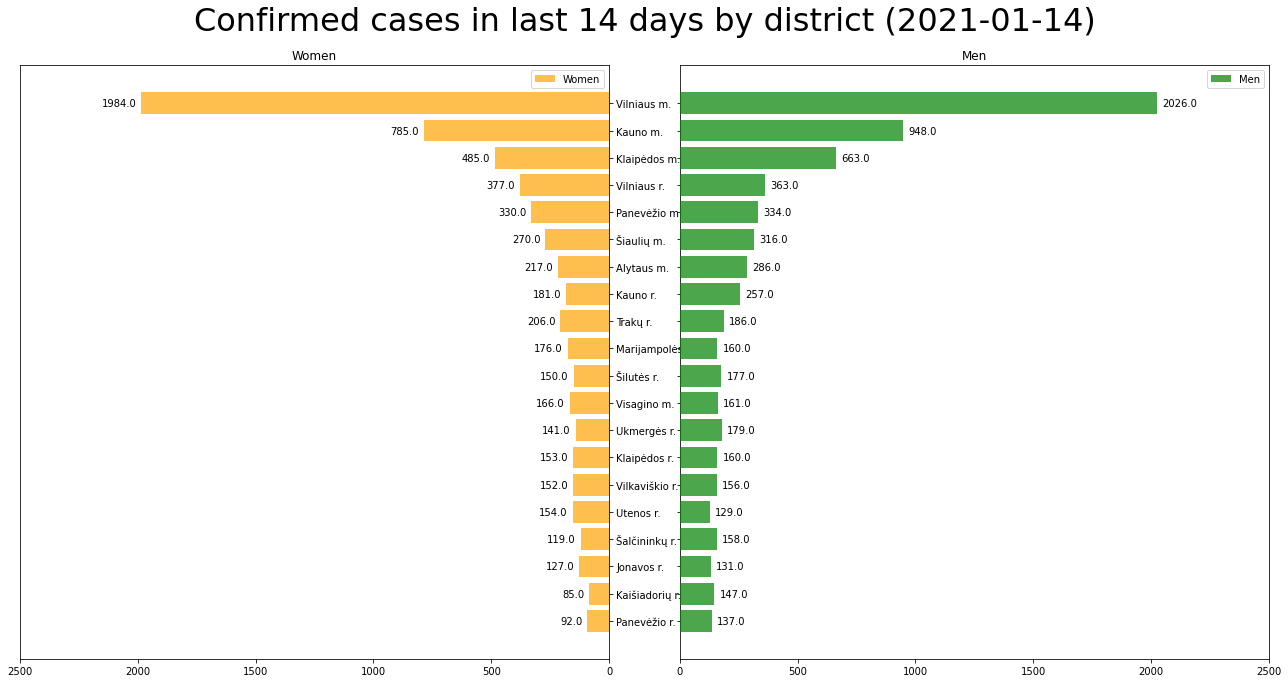 Confirmed cases in last 14 days by district (2021-01-14)
Women Men
Women Men
1984.0 Vilniaus m. 2026.0
785.0 Kauno m. 948.0
485.0 Klaipėdos m. 663.0
377.0 Vilniaus r. 363.0
330.0 Panevėžio m 334.0
270.0 Šiaulių m. 316.0
217.0 Alytaus m. 286.0
181.0 Kauno r. 257.0
206.0 Trakų r. 186.0
176.0 Marijampolės 160.0
150.0 Šilutės r. 177.0
166.0 Visagino m. 161.0
141.0 Ukmergės r. 179.0
153.0 Klaipėdos r. 160.0
152.0 Vilkaviškio r. 156.0
154.0 Utenos r. 129.0
119.0 Šalčininkų r. 158.0
127.0 Jonavos r. 131.0
85.0 Kaišiadorių r. 147.0
92.0 Panevėžio r. 137.0
2500 2000 1500 1000 500 0 0 500 1000 1500 2000 2500